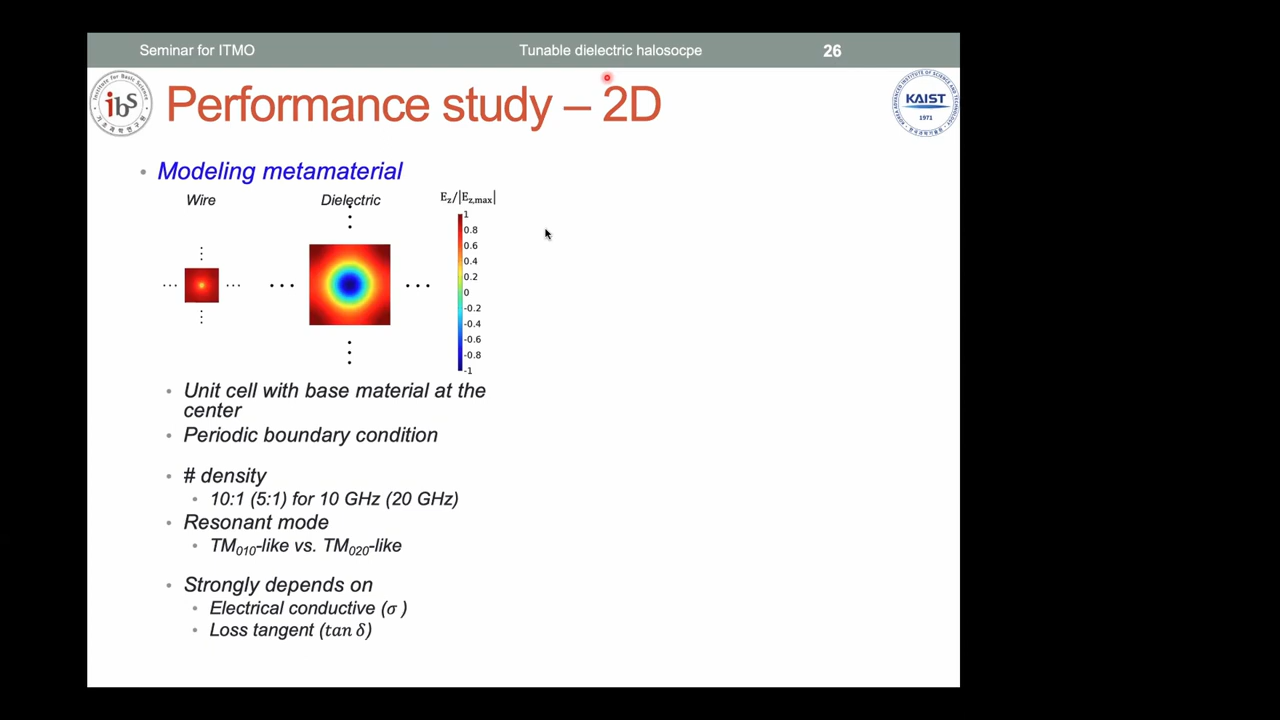 Seminar for ITMO
Tunable dielectric halosocpe
26
Performance study – 2D
ibS
KAIST
1971
• Modeling metamaterial
Wire
Dielectric
E_z/|E_z,max|
1
0.8
0.6
0.4
0.2
0
-0.2
-0.4
-0.6
-0.8
-1
• Unit cell with base material at the
center
• Periodic boundary condition
• # density
• 10:1 (5:1) for 10 GHz (20 GHz)
• Resonant mode
• TM010-like vs. TM020-like
• Strongly depends on
• Electrical conductive (σ )
• Loss tangent (tan δ)